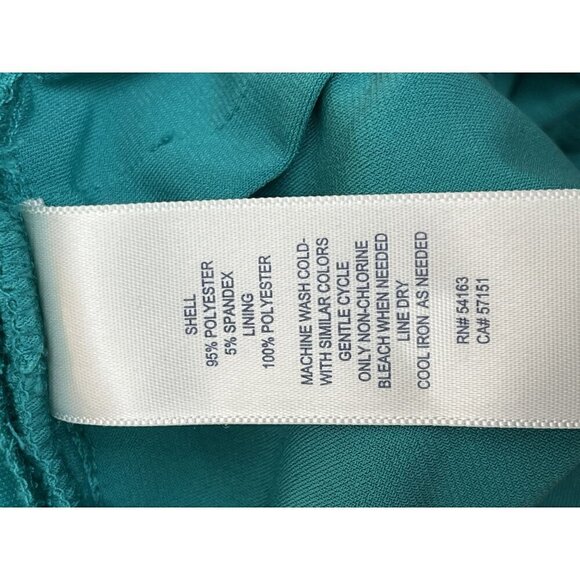 SHELL
95% POLYESTER
5% SPANDEX
LINING
100% POLYESTER
MACHINE WASH COLD-
WITH SIMILAR COLORS
GENTLE CYCLE
ONLY NON-CHLORINE
BLEACH WHEN NEEDED
LINE DRY
COOL IRON AS NEEDED
RN# 54163
CA# 57151